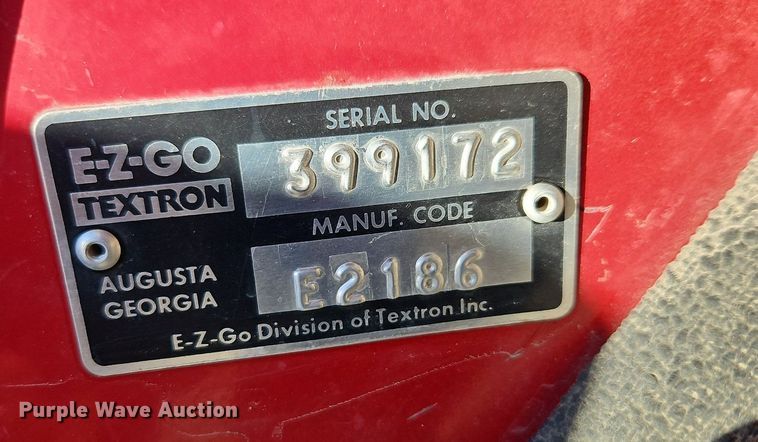 SERIAL NO.
E-Z-GO
TEXTRON
399172
MANUF. CODE
AUGUSTA
GEORGIA
E2186
E-Z-Go Division of Textron Inc.
Purple Wave Auction